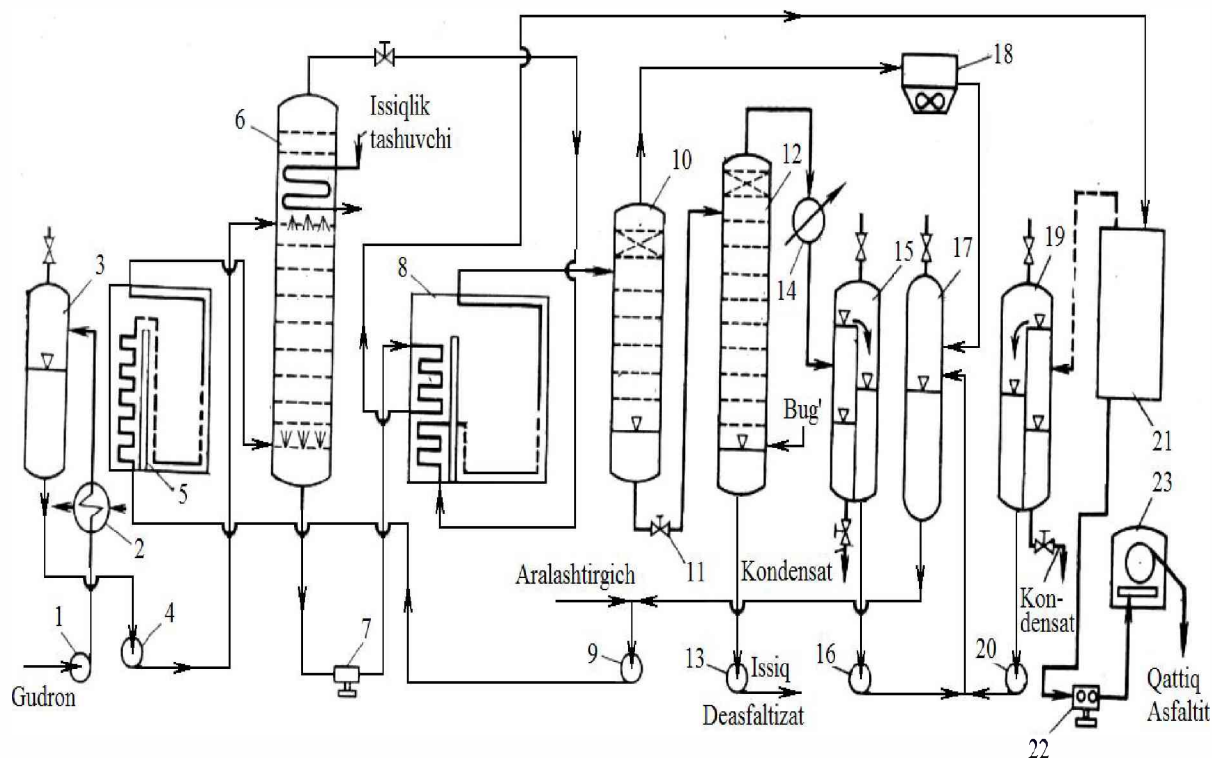 18
6
Issiqlik
tashuvchi
10
12
3
8
15
17
19
14
Bug'
21
5
23
2
11
Aralashtirgich
Kondensat
Kon-
densat
1
4
7
9
13
Issiq
16
20
Gudron
Deasfaltizat
Qattiq
Asfaltit
22